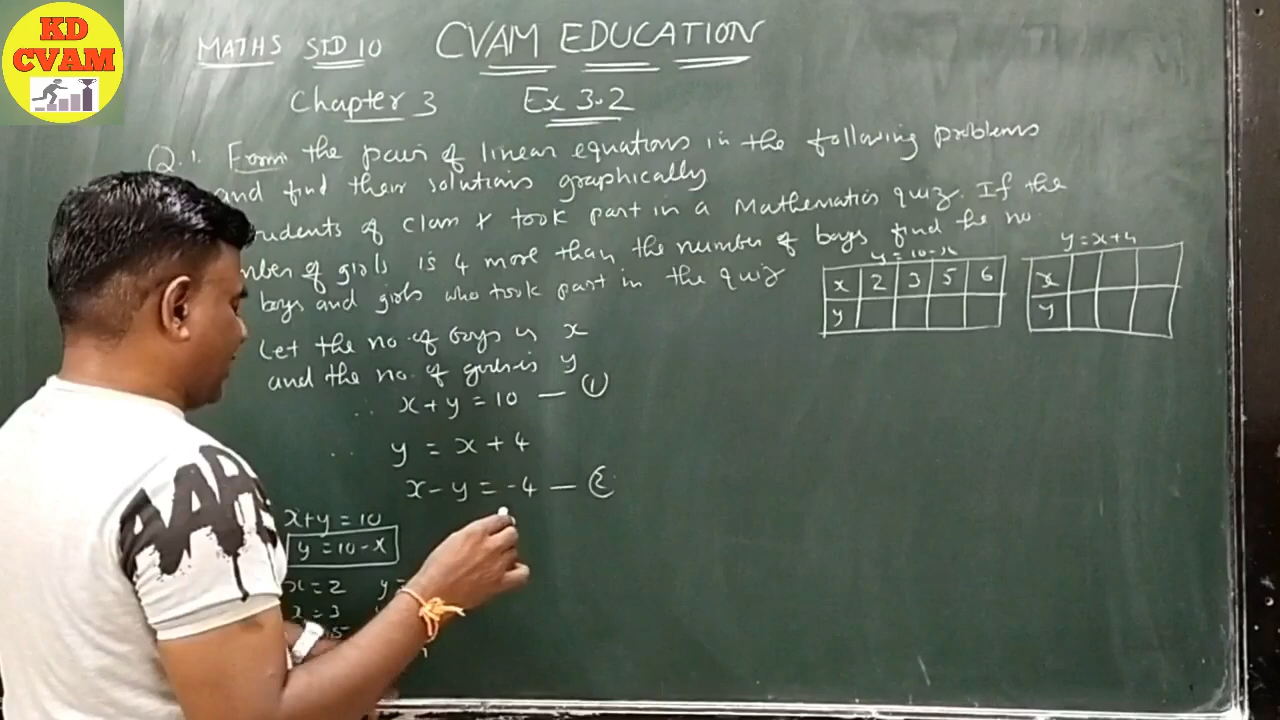 KD
CVAM
MATHS STD 10 CVAM EDUCATION
Chapter 3 Ex 3.2
Q.1. Form the pair of linear equations in the following problems
and find their solutions graphically
udents of Class X took part in a Mathematics quiz. If the
mber of girls is 4 more than the number of boys find the no.
boys and girls who took part in the quiz
y = 10-x
x 2 3 5 6
y
y = x+4
x
y
Let the no. of boys is x
and the no. of girls is y
∴ x+y = 10 — ①
∴ y = x + 4
x - y = -4 — ②
x+y = 10
y = 10-x
x = 2 y =
x = 3